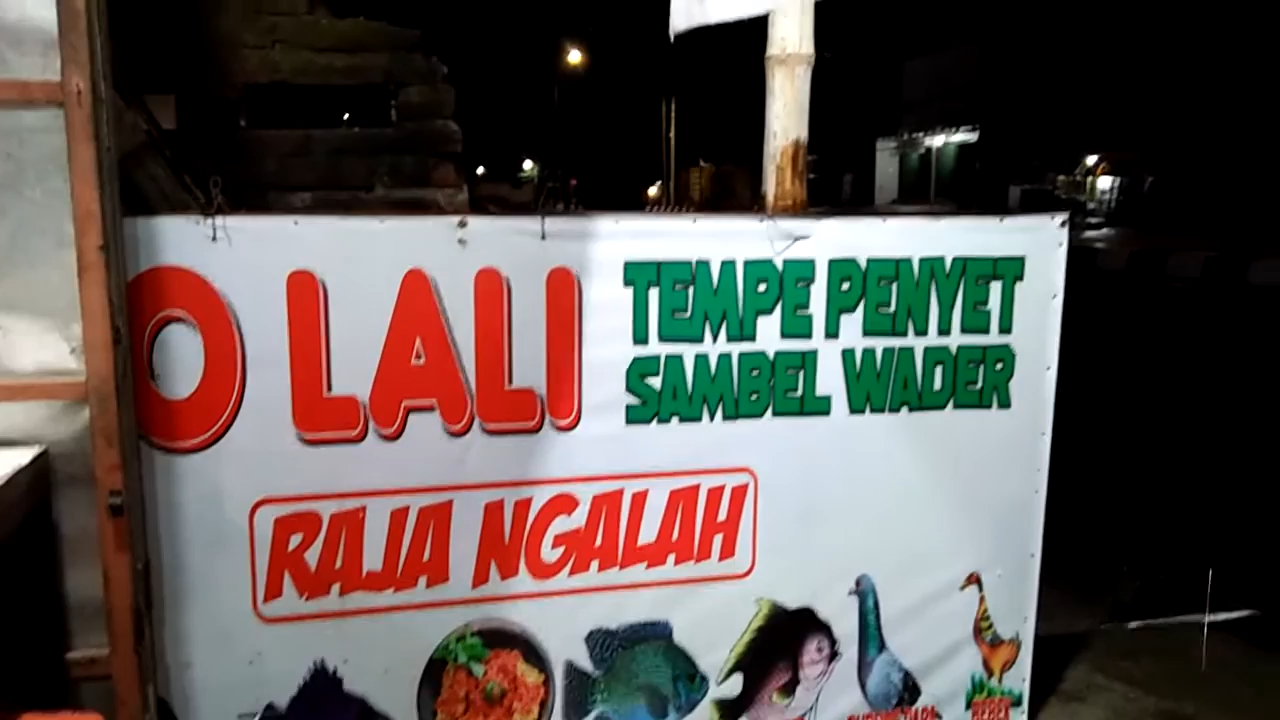 O LALI
TEMPE PENYET
SAMBEL WADER
RAJA NGALAH
BEBEK